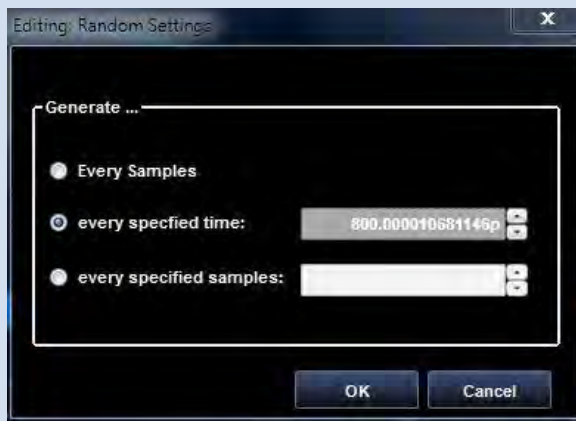 Editing: Random Settings
X
Generate ...
Every Samples
every specfied time:
800.000010681146p
every specified samples:
OK
Cancel